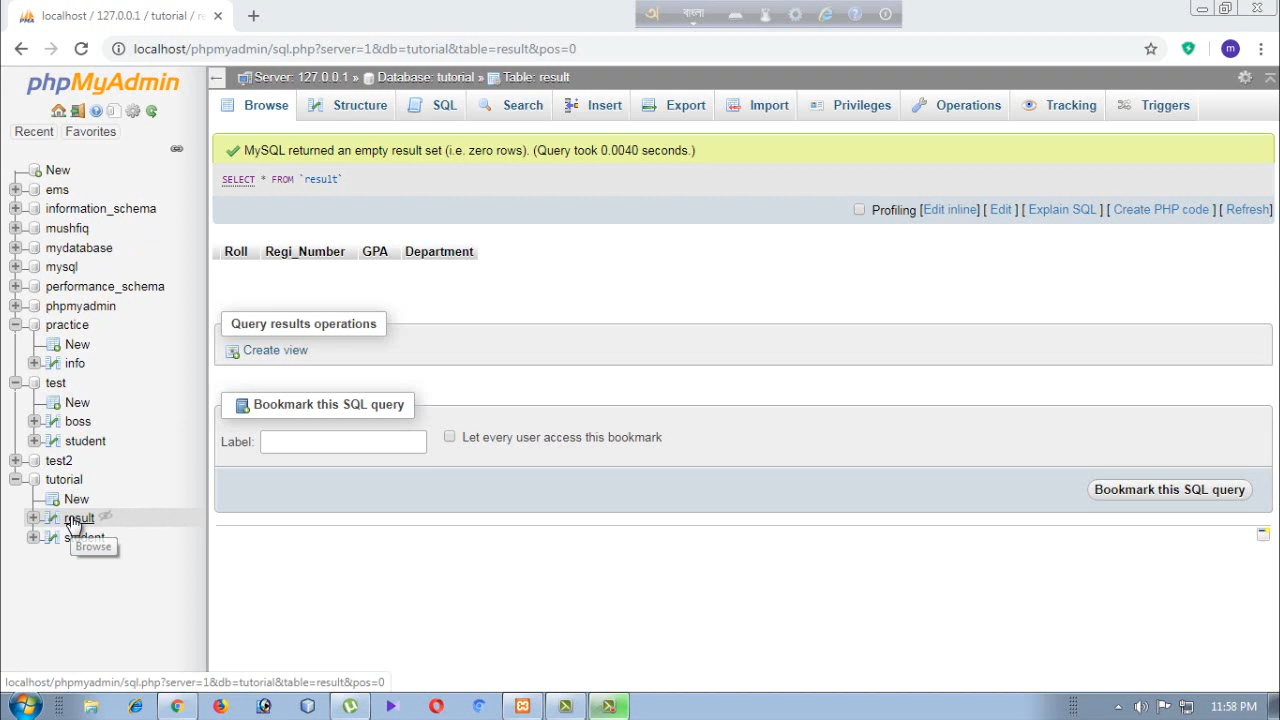 localhost / 127.0.0.1 / tutorial / re
বাংলা
localhost/phpmyadmin/sql.php?server=1&db=tutorial&table=result&pos=0
m
phpMyAdmin
Recent Favorites
New
ems
information_schema
mushfiq
mydatabase
mysql
performance_schema
phpmyadmin
practice
New
info
test
New
boss
student
test2
tutorial
New
result
student
Browse
Server: 127.0.0.1 » Database: tutorial » Table: result
Browse Structure SQL Search Insert Export Import Privileges Operations Tracking Triggers
MySQL returned an empty result set (i.e. zero rows). (Query took 0.0040 seconds.)
SELECT * FROM `result`
Profiling [Edit inline] [ Edit ] [ Explain SQL ] [ Create PHP code ] [ Refresh]
Roll Regi_Number GPA Department
Query results operations
Create view
Bookmark this SQL query
Label: Let every user access this bookmark
Bookmark this SQL query
localhost/phpmyadmin/sql.php?server=1&db=tutorial&table=result&pos=0
11:58 PM